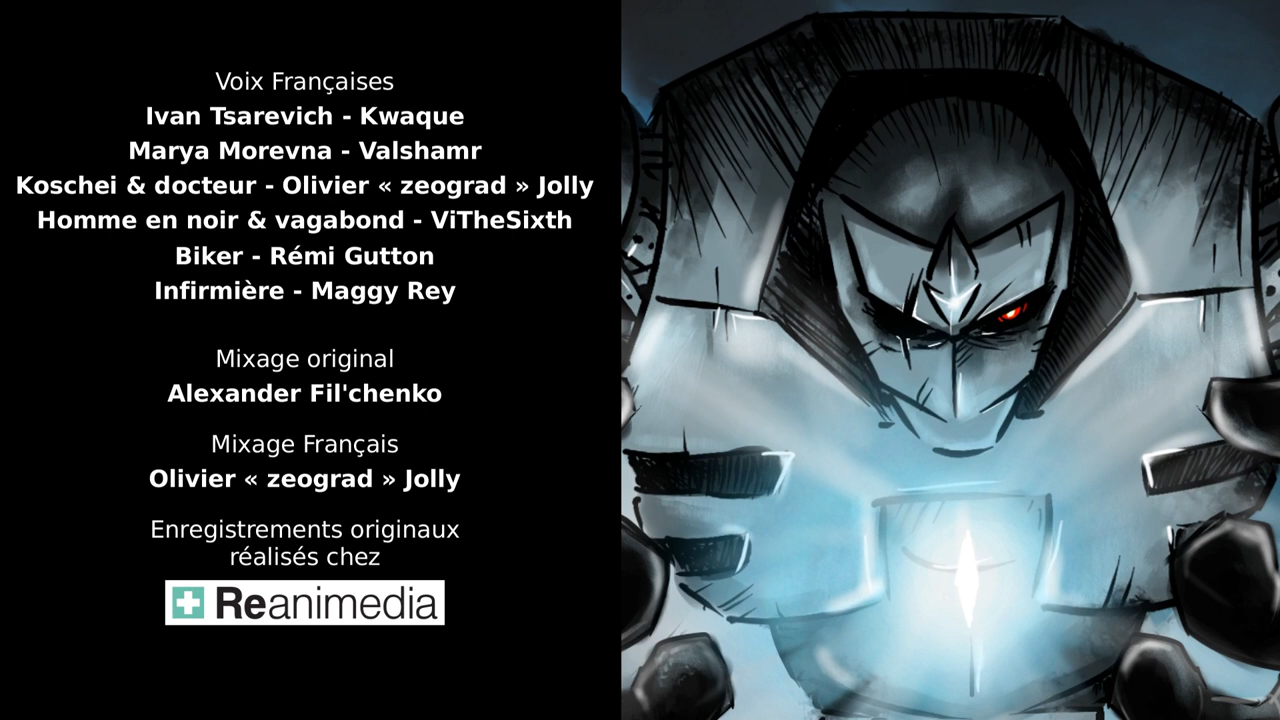 Voix Françaises
Ivan Tsarevich - Kwaque
Marya Morevna - Valshamr
Koschei & docteur - Olivier « zeograd » Jolly
Homme en noir & vagabond - ViTheSixth
Biker - Rémi Gutton
Infirmière - Maggy Rey
Mixage original
Alexander Fil'chenko
Mixage Français
Olivier « zeograd » Jolly
Enregistrements originaux
réalisés chez
Reanimedia